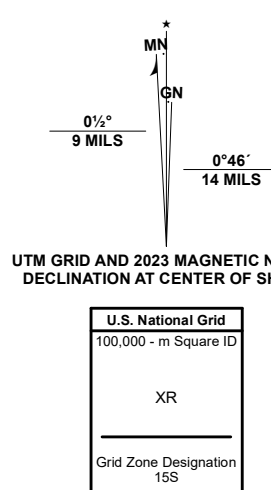 ★
MN
GN
0½°
9 MILS
0°46´
14 MILS
UTM GRID AND 2023 MAGNETIC
DECLINATION AT CENTER OF
U.S. National Grid
100,000 - m Square ID
XR
Grid Zone Designation
15S